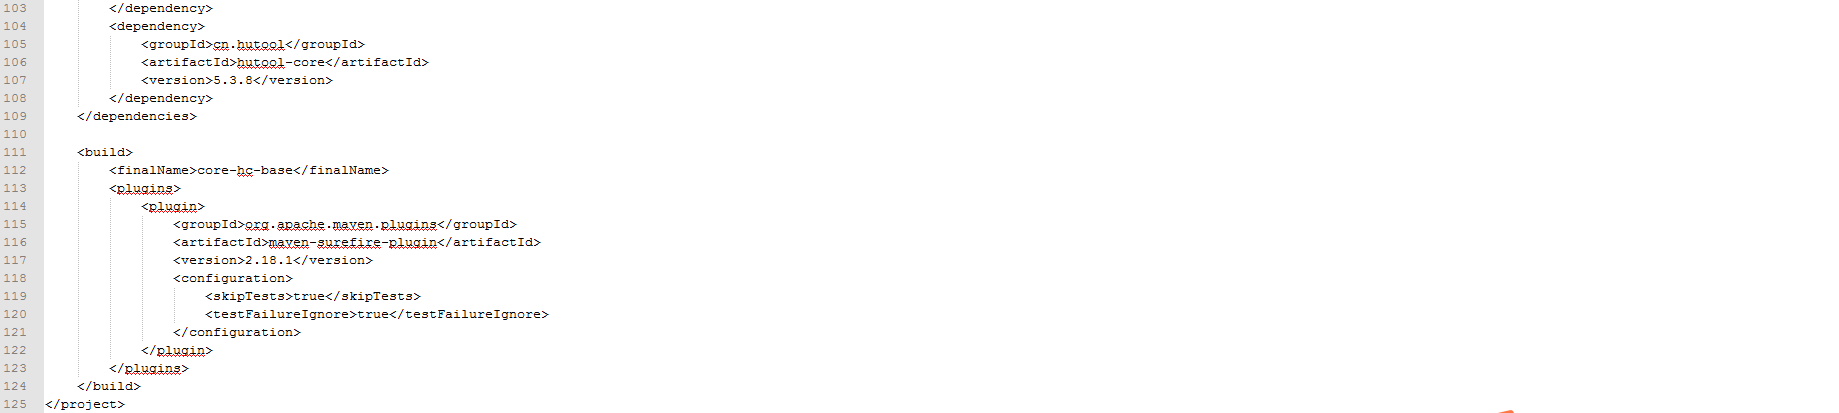 103 </dependency>
104 <dependency>
105 <groupId>cn.hutool</groupId>
106 <artifactId>hutool-core</artifactId>
107 <version>5.3.8</version>
108 </dependency>
109 </dependencies>
110
111 <build>
112 <finalName>core-hc-base</finalName>
113 <plugins>
114 <plugin>
115 <groupId>org.apache.maven.plugins</groupId>
116 <artifactId>maven-surefire-plugin</artifactId>
117 <version>2.18.1</version>
118 <configuration>
119 <skipTests>true</skipTests>
120 <testFailureIgnore>true</testFailureIgnore>
121 </configuration>
122 </plugin>
123 </plugins>
124 </build>
125 </project>